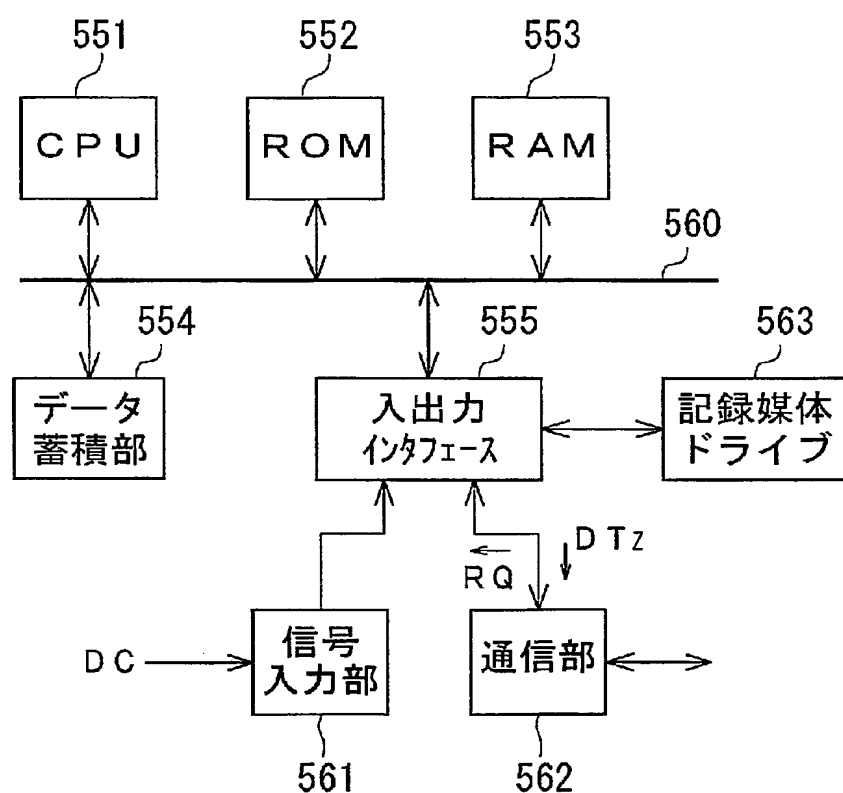 551
552
553
CPU
ROM
RAM
560
554
555
563
データ
蓄積部
入出力
インタフェース
記録媒体
ドライブ
DTz
RQ
DC
信号
入力部
通信部
561
562